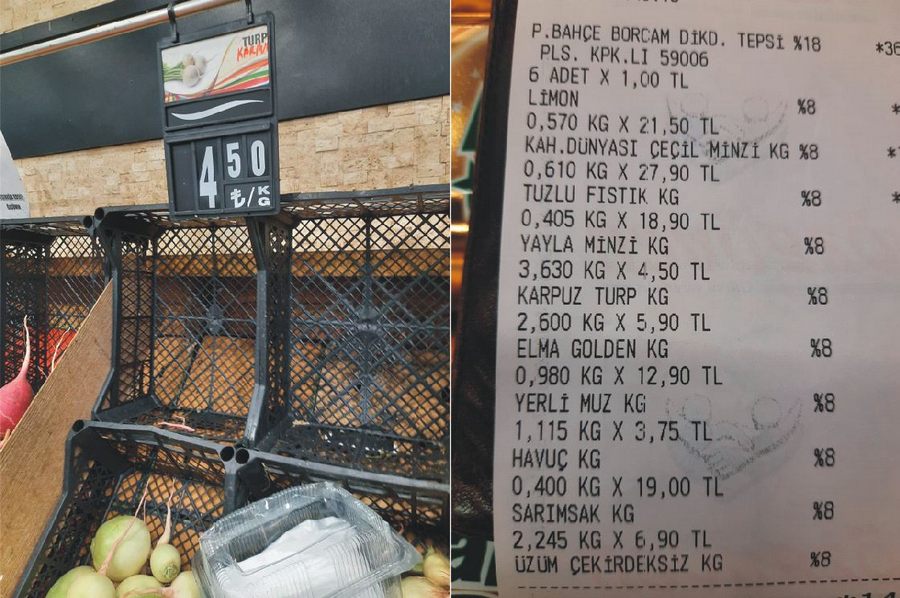 TURP
KARPUZ
4 50
₺/KG
P.BAHÇE BORCAM DİKD. TEPSİ %18 *36
PLS. KPK.LI 59006
6 ADET X 1,00 TL
LİMON %8 *
0,570 KG X 21,50 TL
KAH.DÜNYASI ÇEÇİL MİNZİ KG %8 *
0,610 KG X 27,90 TL
TUZLU FISTIK KG %8 *
0,405 KG X 18,90 TL
YAYLA MİNZİ KG %8
3,630 KG X 4,50 TL
KARPUZ TURP KG %8
2,600 KG X 5,90 TL
ELMA GOLDEN KG %8
0,980 KG X 12,90 TL
YERLİ MUZ KG %8
1,115 KG X 3,75 TL
HAVUÇ KG %8
0,400 KG X 19,00 TL
SARIMSAK KG %8
2,245 KG X 6,90 TL
ÜZÜM ÇEKİRDEKSİZ KG %8